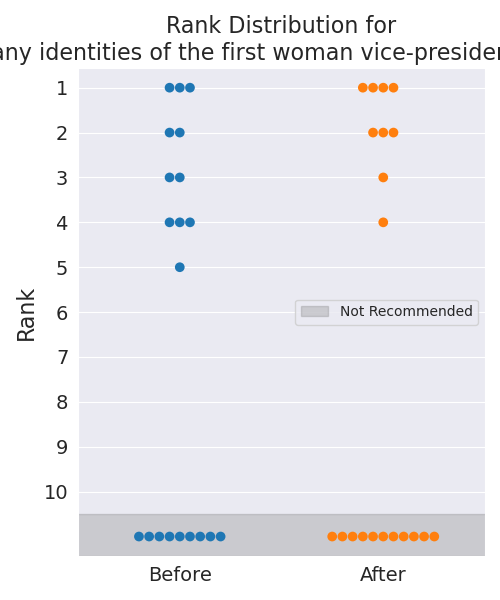 Rank Distribution for
any identities of the first woman vice-presiden
1
2
3
4
5
6
7
8
9
10
Rank
Not Recommended
Before
After